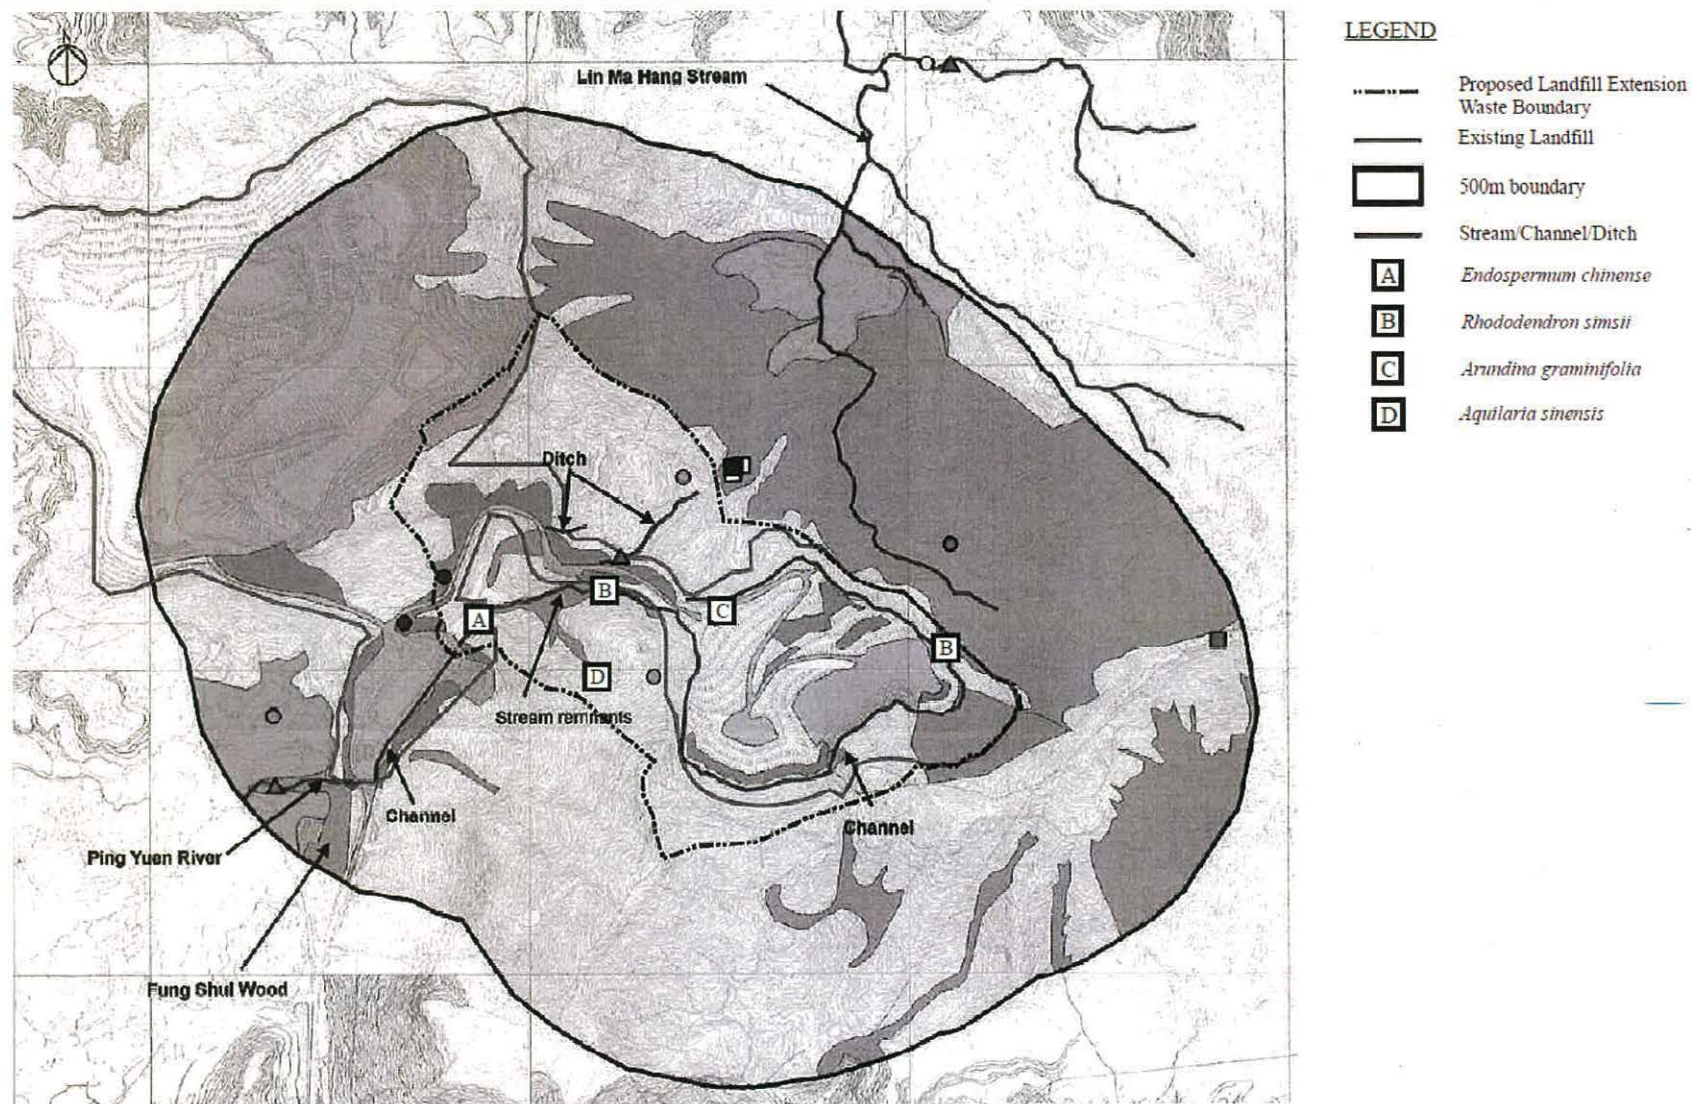 LEGEND
Proposed Landfill Extension
Waste Boundary
Existing Landfill
500m boundary
Stream/Channel/Ditch
A
Endospermum chinense
B
Rhododendron simsii
C
Arundina graminifolia
D
Aquilaria sinensis
N
Lin Ma Hang Stream
Ditch
B
A
C
B
D
Stream remnants
Channel
Channel
Ping Yuen River
Fung Shui Wood